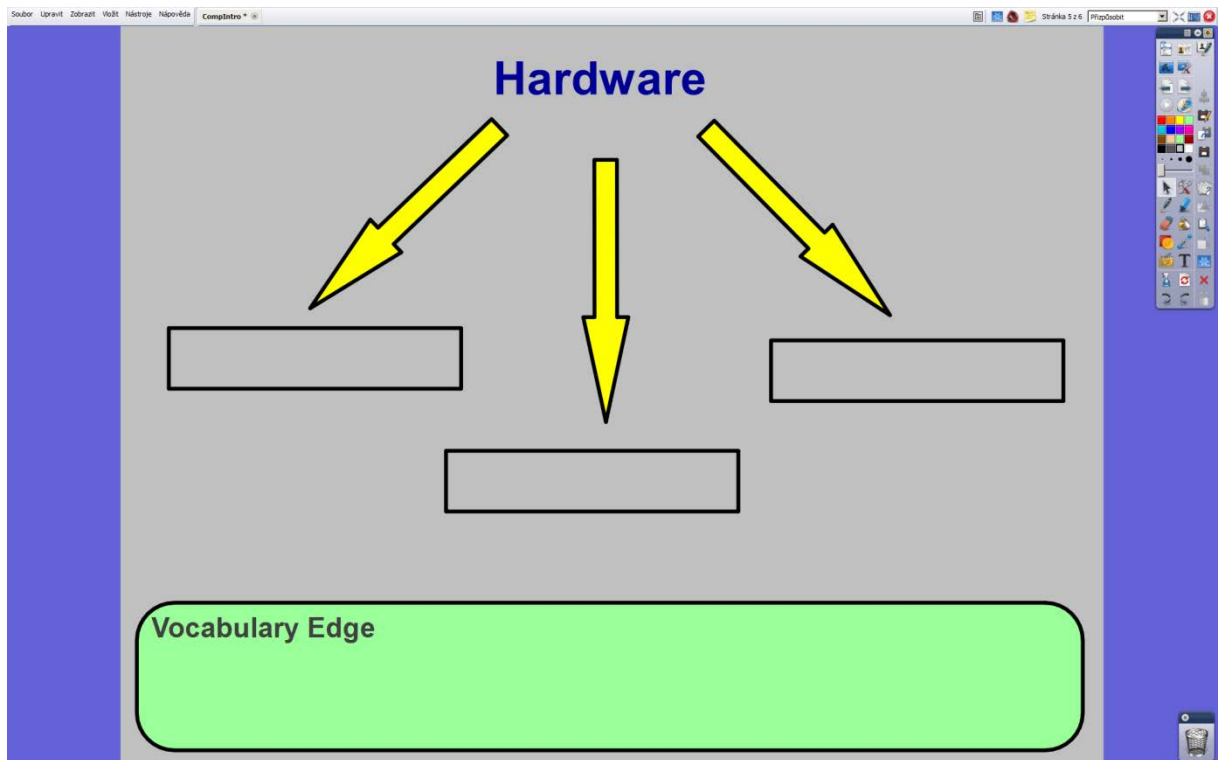 Soubor Upravit Zobrazit Vložit Nástroje Nápověda CompIntro * Stránka 5 z 6 Přizpůsobit
Hardware
Vocabulary Edge